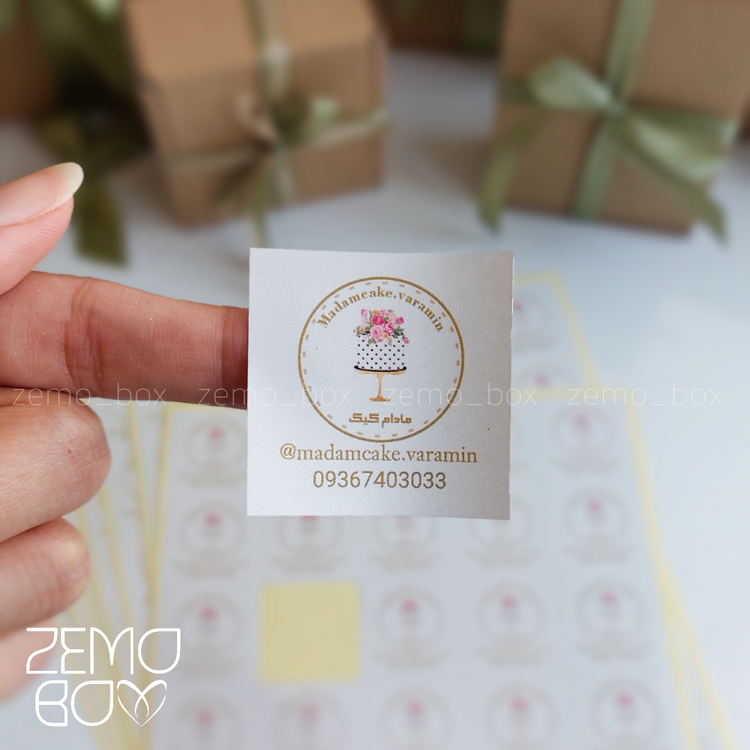 Madamcake.varamin
مادام کیک
@madamcake.varamin
09367403033
zemo_box zemo_box zemo_box zemo_box
ZEMO
BOX